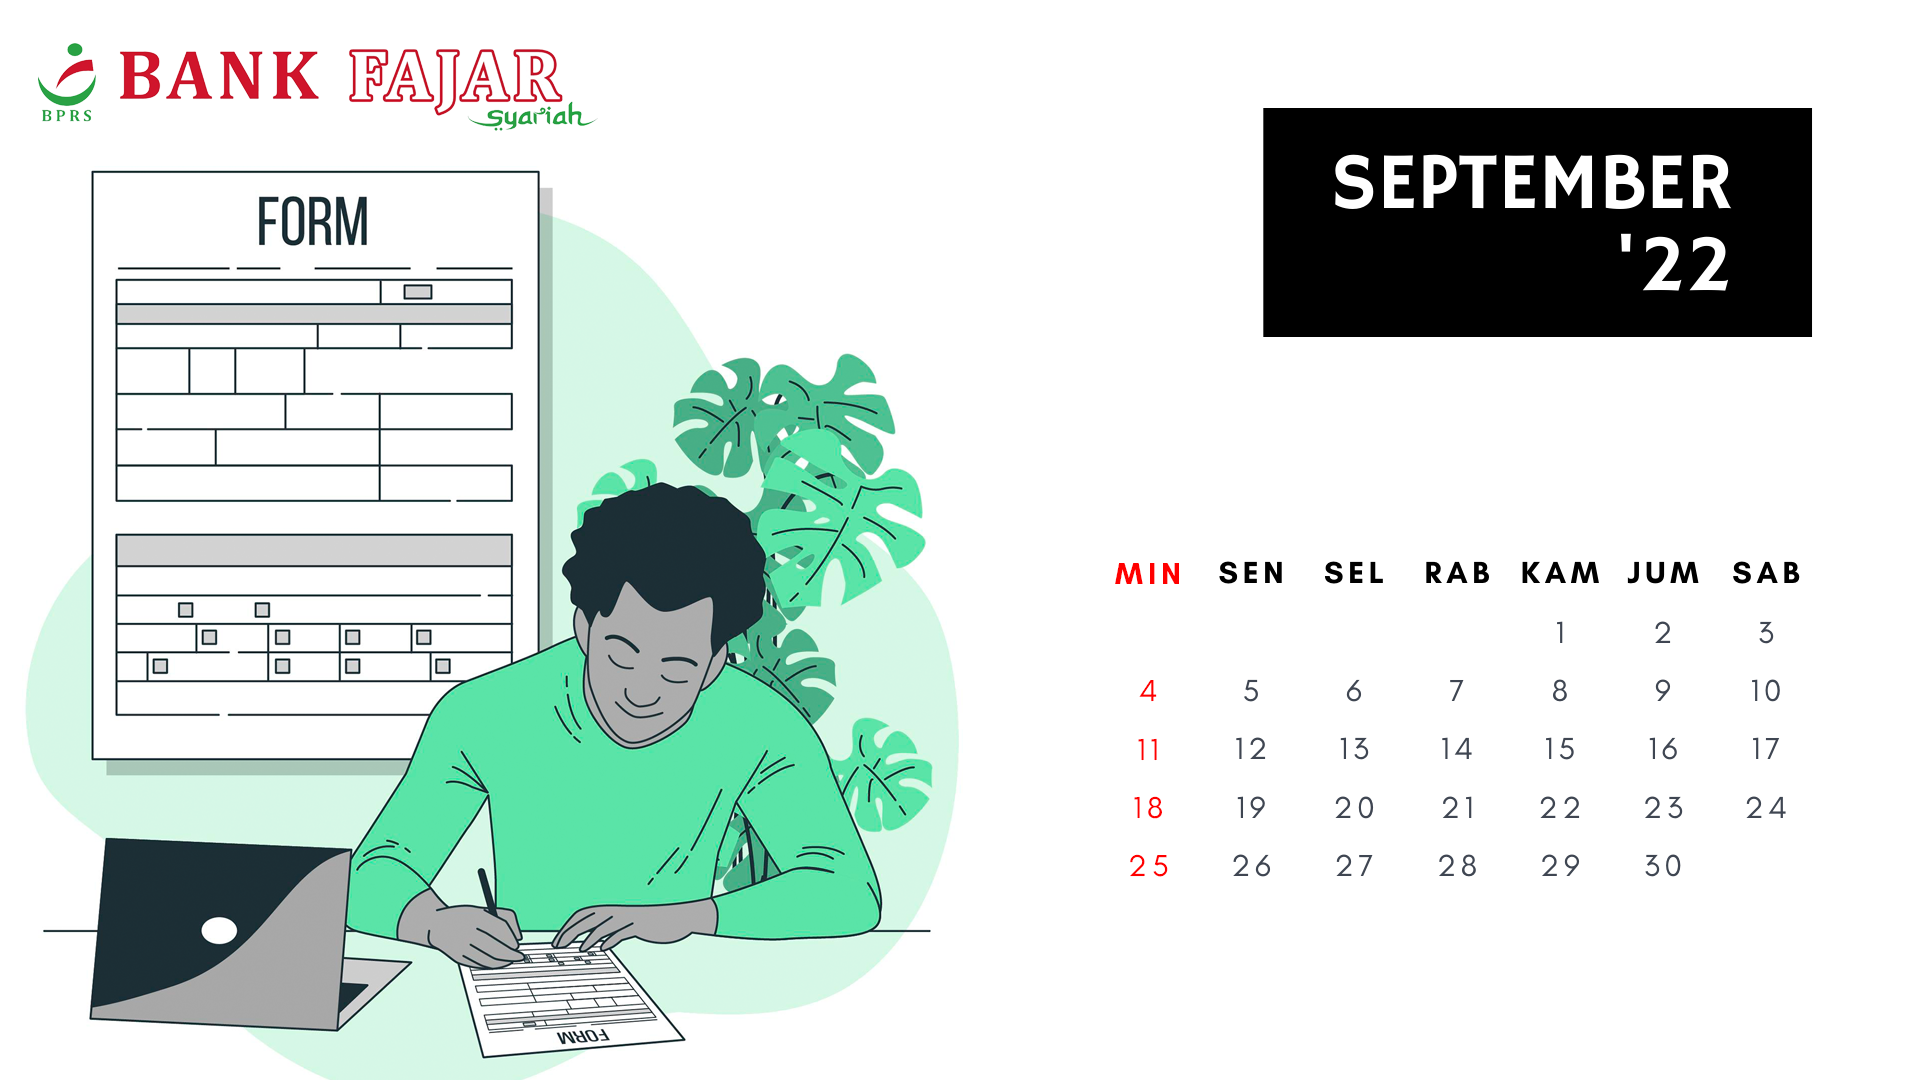 BANK FAJAR
syariah
BPRS
FORM
SEPTEMBER
'22
MIN SEN SEL RAB KAM JUM SAB
1 2 3
4 5 6 7 8 9 10
11 12 13 14 15 16 17
18 19 20 21 22 23 24
25 26 27 28 29 30
FORM